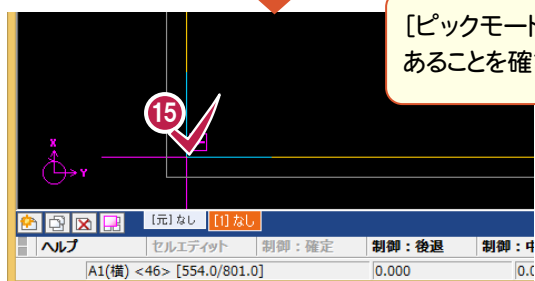 [ピックモード
あることを確
15
X
Y
[元]なし [1]なし
ヘルプ セルエディット 制御：確定 制御：後退 制御：中
A1(横) <46> [554.0/801.0] 0.000 0.0